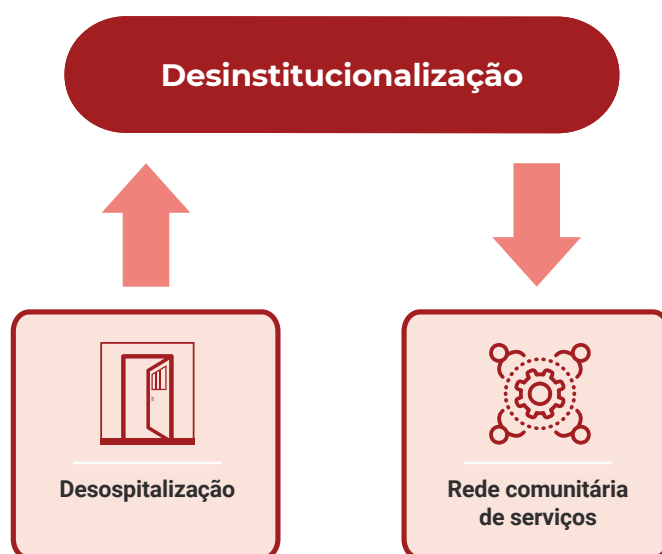 Desinstitucionalização
Desospitalização
Rede comunitária
de serviços